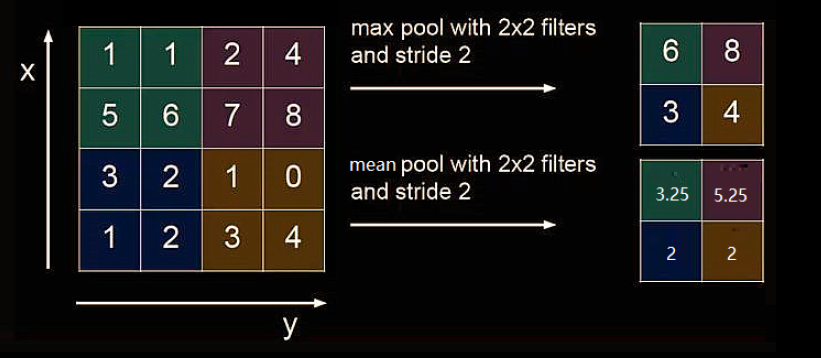 max pool with 2x2 filters
and stride 2
x
1 1 2 4
5 6 7 8
3 2 1 0
1 2 3 4
y
6 8
3 4
mean pool with 2x2 filters
and stride 2
3.25 5.25
2 2